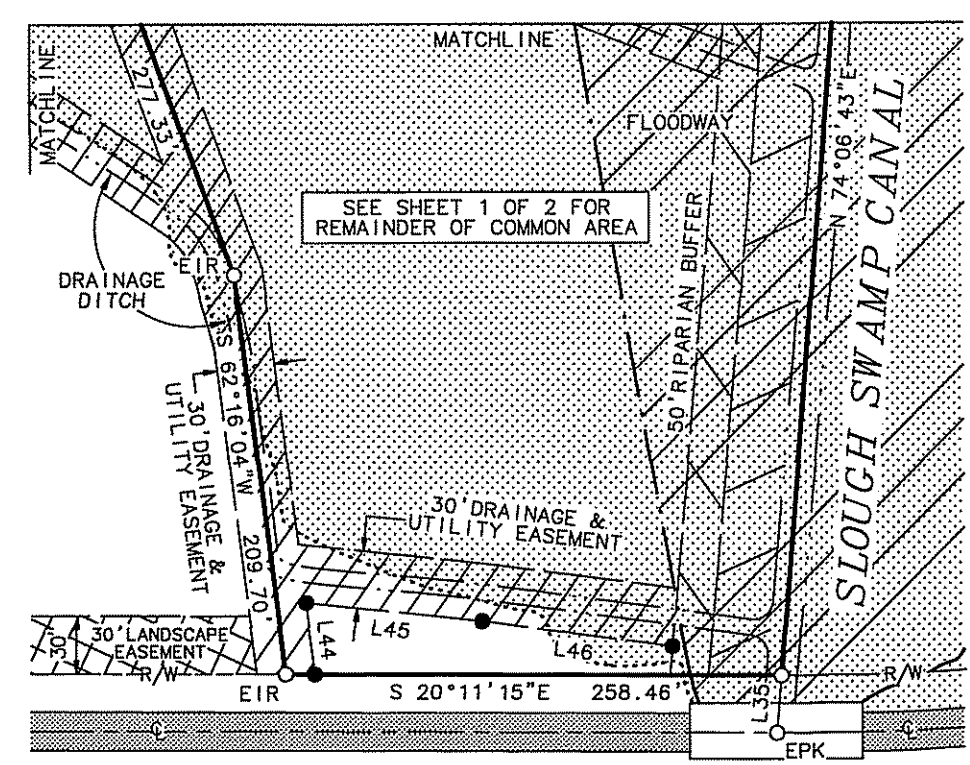 MATCHLINE
MATCHLINE
277.33
FLOODWAY
N 74°06'43"E
SLOUGH SWAMP CANAL
SEE SHEET 1 OF 2 FOR
REMAINDER OF COMMON AREA
50' RIPARIAN BUFFER
EIR
DRAINAGE
DITCH
S 62°16'04"W 209.70'
30' DRAINAGE &
UTILITY EASEMENT
30' DRAINAGE &
UTILITY EASEMENT
30'
30' LANDSCAPE
EASEMENT
L44
L45
L46
R/W
R/W
EIR
S 20°11'15"E 258.46'
L35
EPK